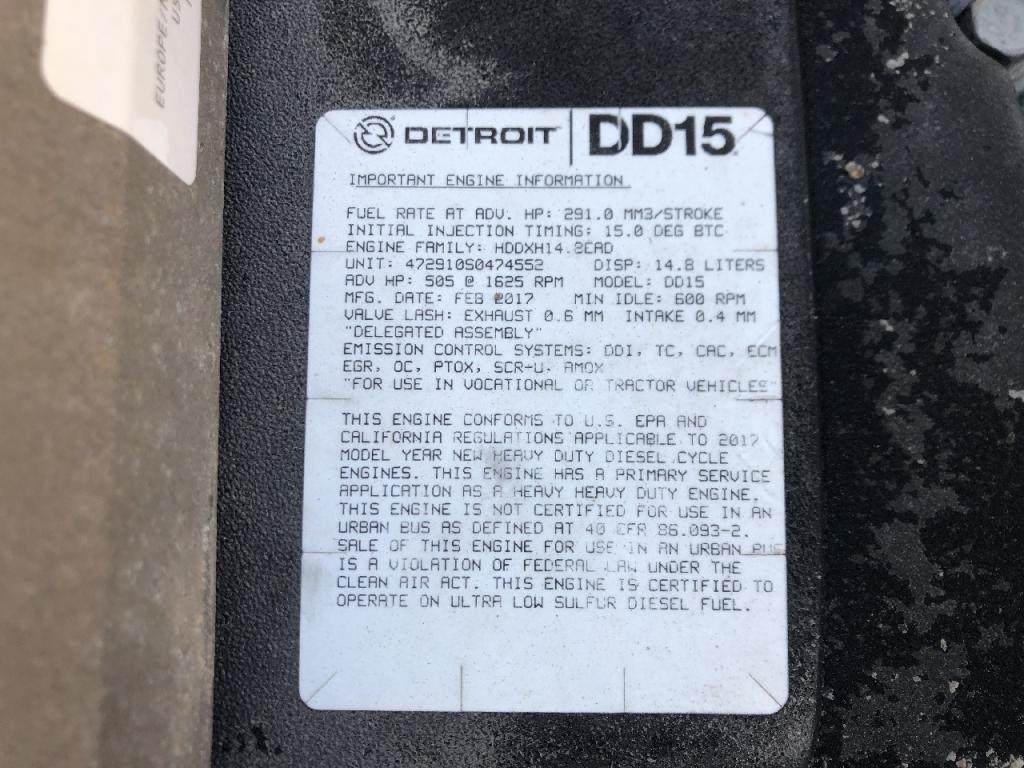 EUROPE/
US
DETROIT DD15
IMPORTANT ENGINE INFORMATION
FUEL RATE AT ADV. HP: 291.0 MM3/STROKE
INITIAL INJECTION TIMING: 15.0 DEG BTC
ENGINE FAMILY: HDDXH14.8EAD
UNIT: 472910S0474552 DISP: 14.8 LITERS
ADV HP: 505 @ 1625 RPM MODEL: DD15
MFG. DATE: FEB 2017 MIN IDLE: 600 RPM
VALVE LASH: EXHAUST 0.6 MM INTAKE 0.4 MM
"DELEGATED ASSEMBLY"
EMISSION CONTROL SYSTEMS: DDI, TC, CAC, ECM
EGR, OC, PTOX, SCR-U, AMOX
"FOR USE IN VOCATIONAL OR TRACTOR VEHICLES"
THIS ENGINE CONFORMS TO U.S. EPA AND
CALIFORNIA REGULATIONS APPLICABLE TO 2017
MODEL YEAR NEW HEAVY DUTY DIESEL CYCLE
ENGINES. THIS ENGINE HAS A PRIMARY SERVICE
APPLICATION AS A HEAVY HEAVY DUTY ENGINE.
THIS ENGINE IS NOT CERTIFIED FOR USE IN AN
URBAN BUS AS DEFINED AT 40 CFR 86.093-2.
SALE OF THIS ENGINE FOR USE IN AN URBAN BUS
IS A VIOLATION OF FEDERAL LAW UNDER THE
CLEAN AIR ACT. THIS ENGINE IS CERTIFIED TO
OPERATE ON ULTRA LOW SULFUR DIESEL FUEL.